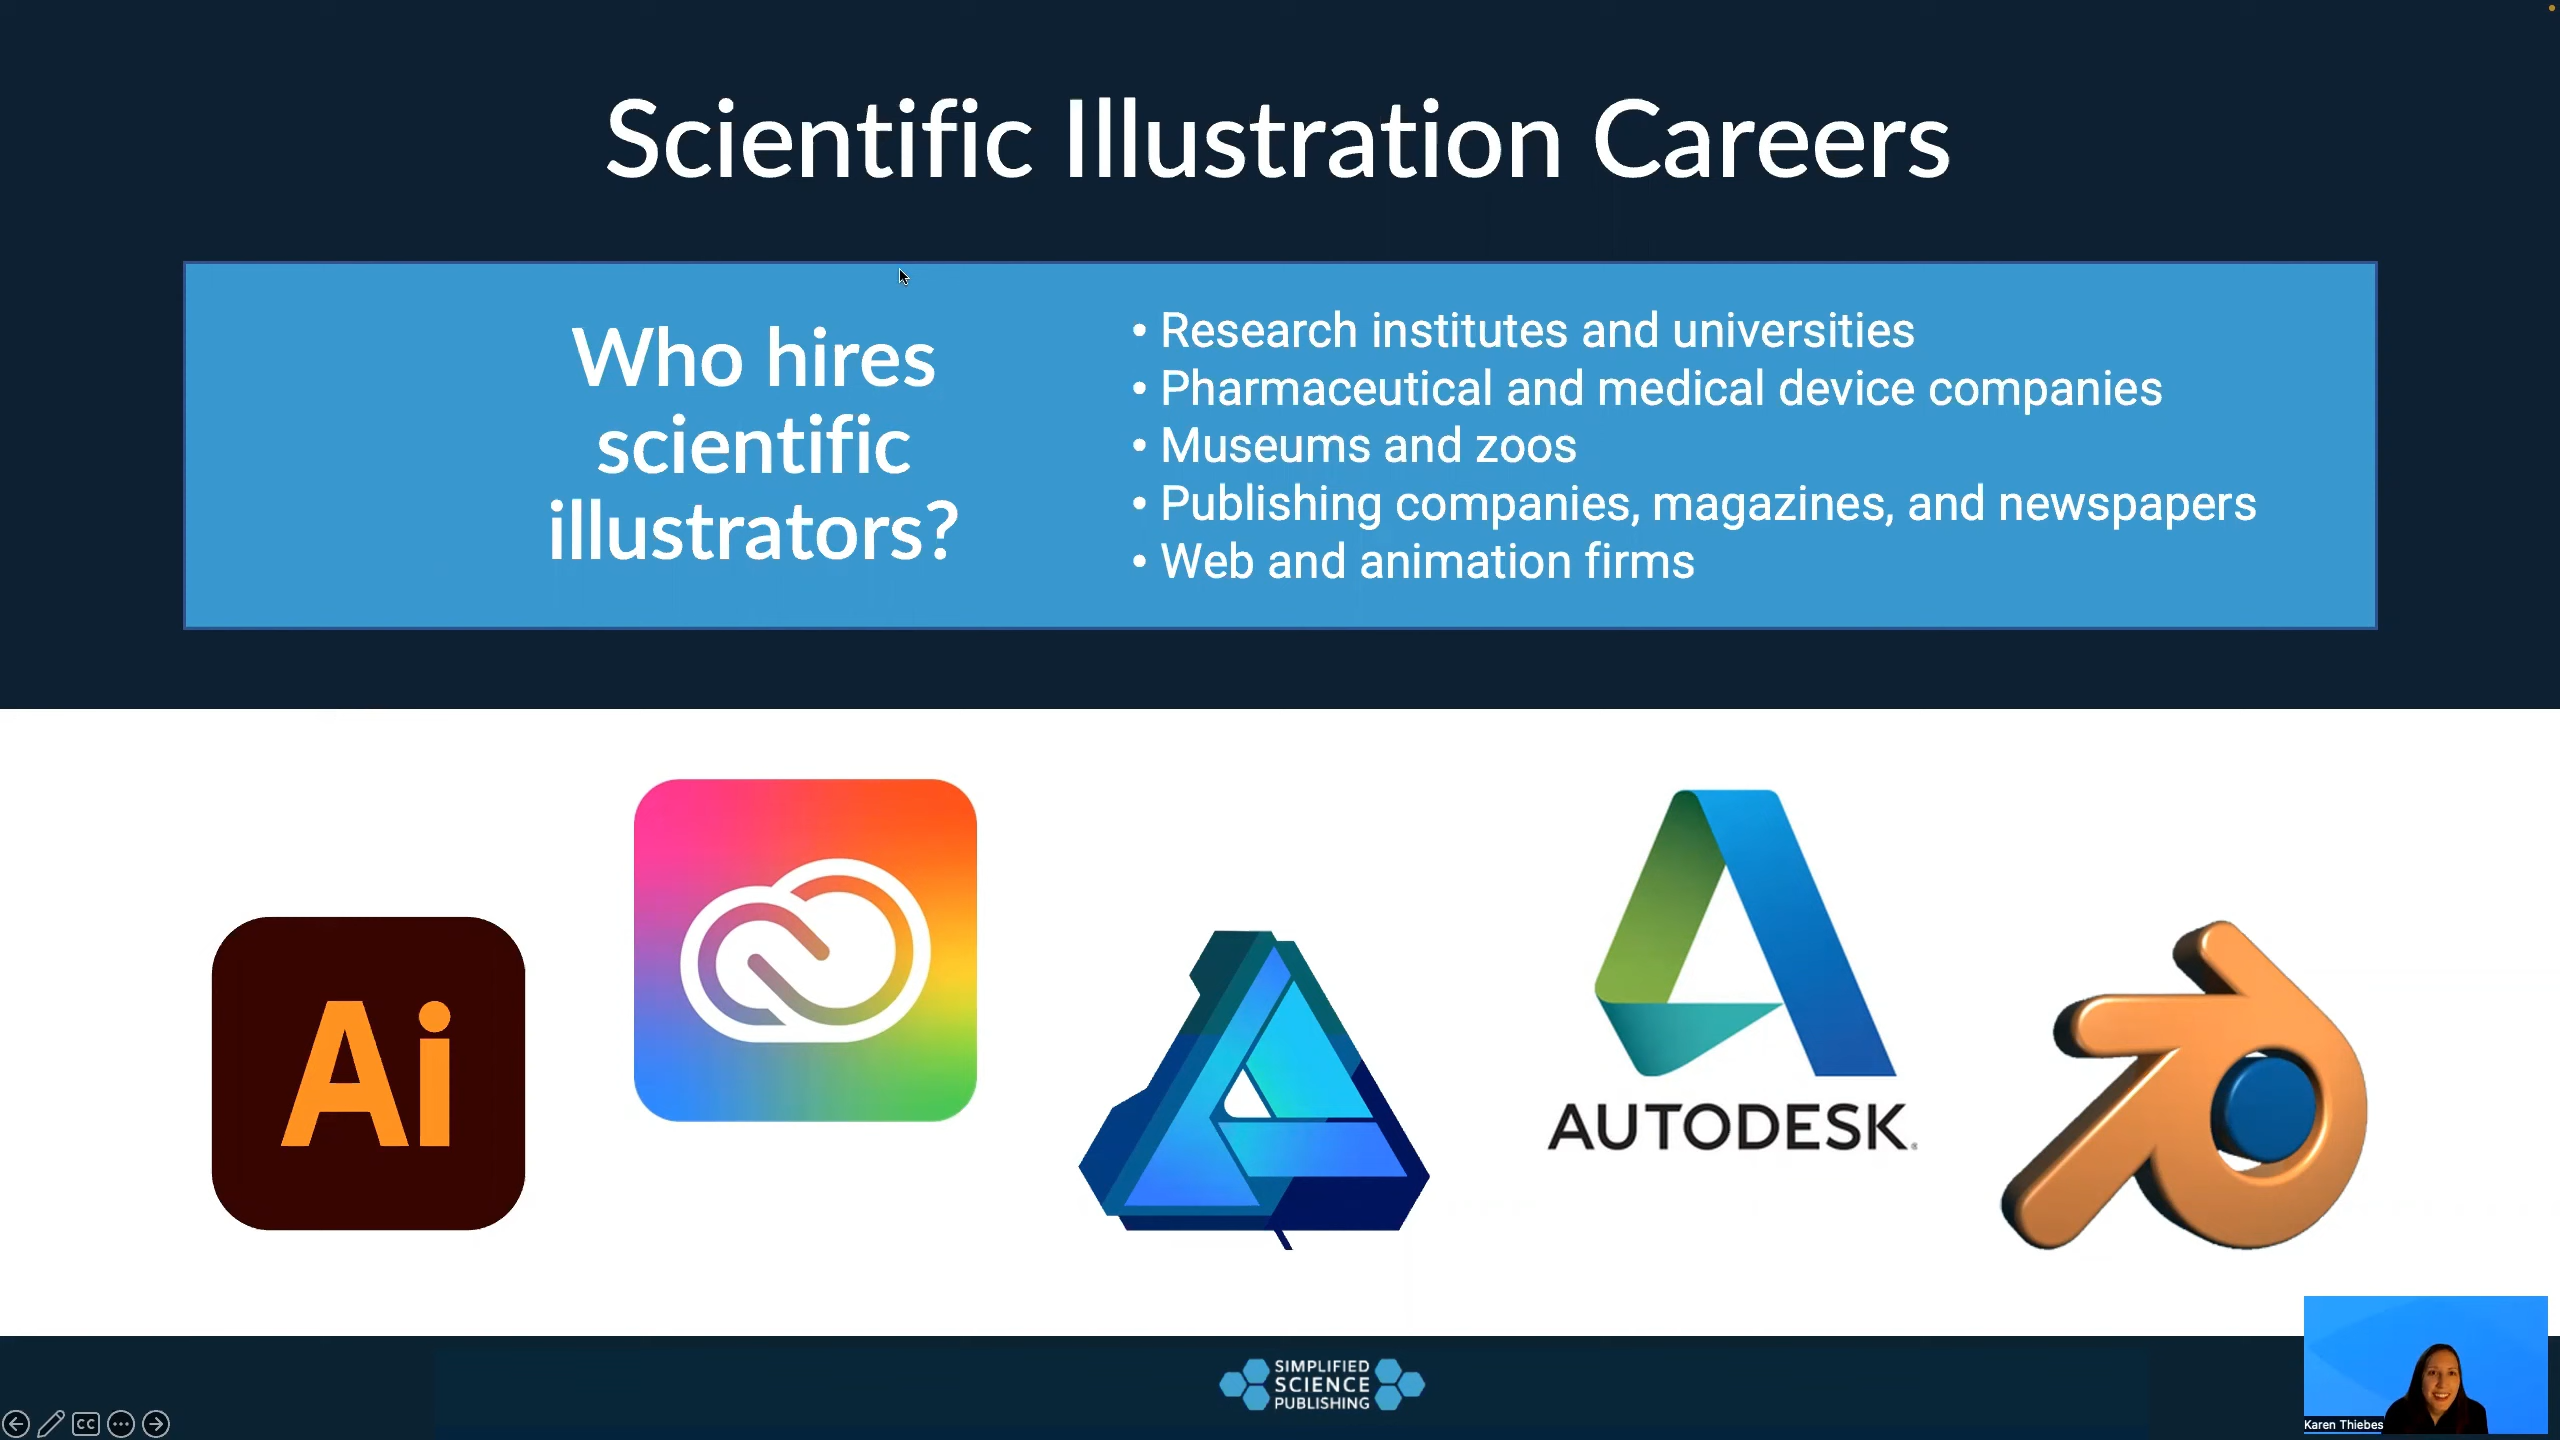 Scientific Illustration Careers
Who hires
scientific
illustrators?
• Research institutes and universities
• Pharmaceutical and medical device companies
• Museums and zoos
• Publishing companies, magazines, and newspapers
• Web and animation firms
Ai
AUTODESK
SIMPLIFIED
SCIENCE
PUBLISHING
CC
Karen Thiebes